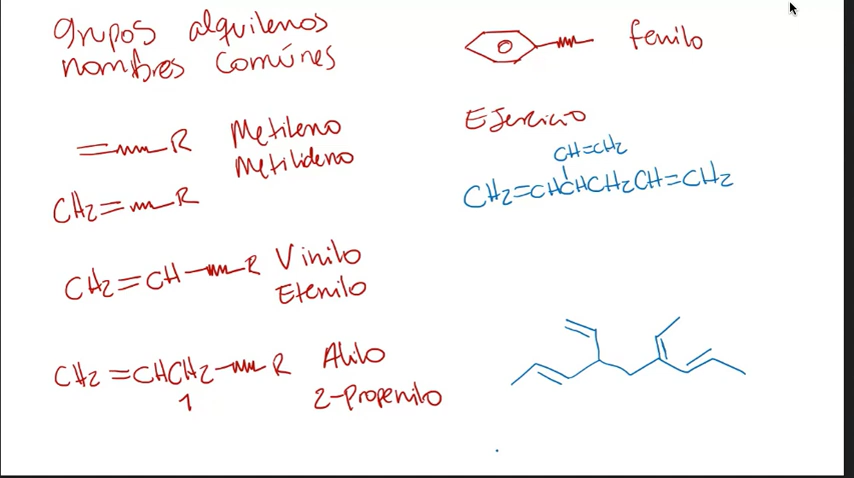 grupos alquilenos
nombres comúnes
=R
Metileno
Metilideno
CH2=R
CH2=CH-R
Vinilo
Etenilo
CH2=CHCH2-R
1
Alilo
2-propenilo
fenilo
Ejercicio
CH=CH2
CH2=CHCHCH2CH=CH2